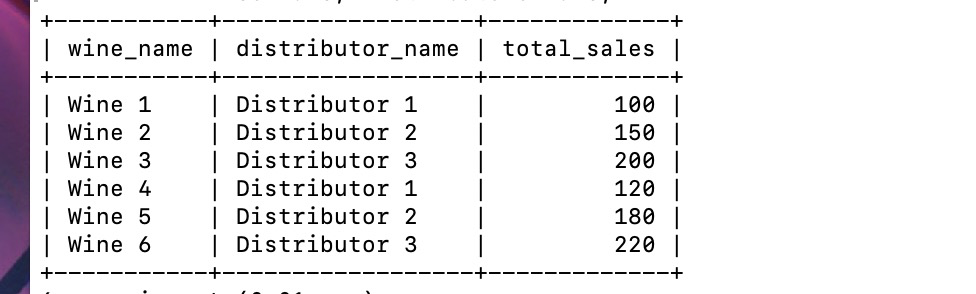 +-----------+------------------+-------------+
| wine_name | distributor_name | total_sales |
+-----------+------------------+-------------+
| Wine 1    | Distributor 1    |         100 |
| Wine 2    | Distributor 2    |         150 |
| Wine 3    | Distributor 3    |         200 |
| Wine 4    | Distributor 1    |         120 |
| Wine 5    | Distributor 2    |         180 |
| Wine 6    | Distributor 3    |         220 |
+-----------+------------------+-------------+